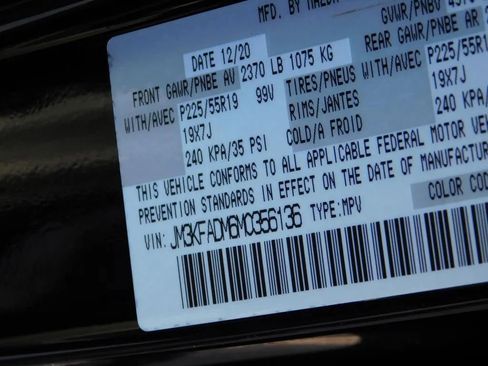 MFD. BY MAZDA
GVWR/PNBV
DATE 12/20
FRONT GAWR/PNBE AV 2370 LB 1075 KG
REAR GAWR/PNBE AR
WITH/AVEC P225/55R19 99V TIRES/PNEUS WITH/AVEC P225/55R
19X7J RIMS/JANTES 19X7J
240 KPA/35 PSI COLD/A FROID 240 KPA/
THIS VEHICLE CONFORMS TO ALL APPLICABLE FEDERAL MOTOR
PREVENTION STANDARDS IN EFFECT ON THE DATE OF MANUFACTUR
VIN: JM3KFADM6M0356136 TYPE:MPV
COLOR COD